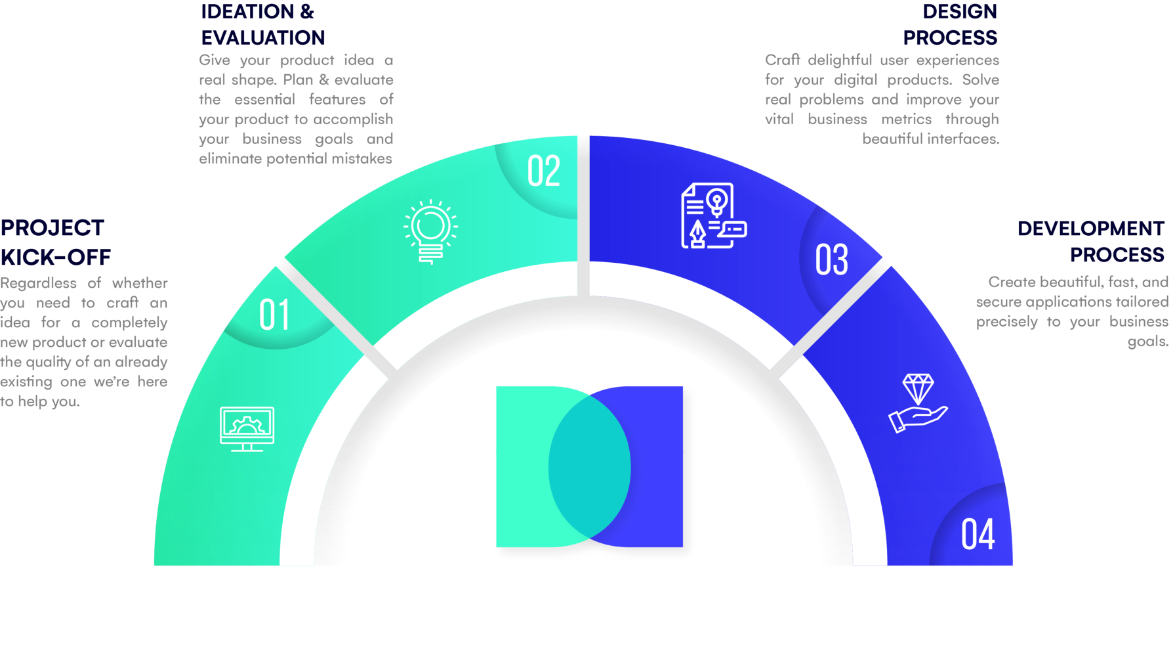 IDEATION &
EVALUATION
Give your product idea a
real shape. Plan & evaluate
the essential features of
your product to accomplish
your business goals and
eliminate potential mistakes
DESIGN
PROCESS
Craft delightful user experiences
for your digital products. Solve
real problems and improve your
vital business metrics through
beautiful interfaces.
PROJECT
KICK–OFF
Regardless of whether
you need to craft an
idea for a completely
new product or evaluate
the quality of an already
existing one we’re here
to help you.
DEVELOPMENT
PROCESS
Create beautiful, fast, and
secure applications tailored
precisely to your business
goals.
01
02
03
04